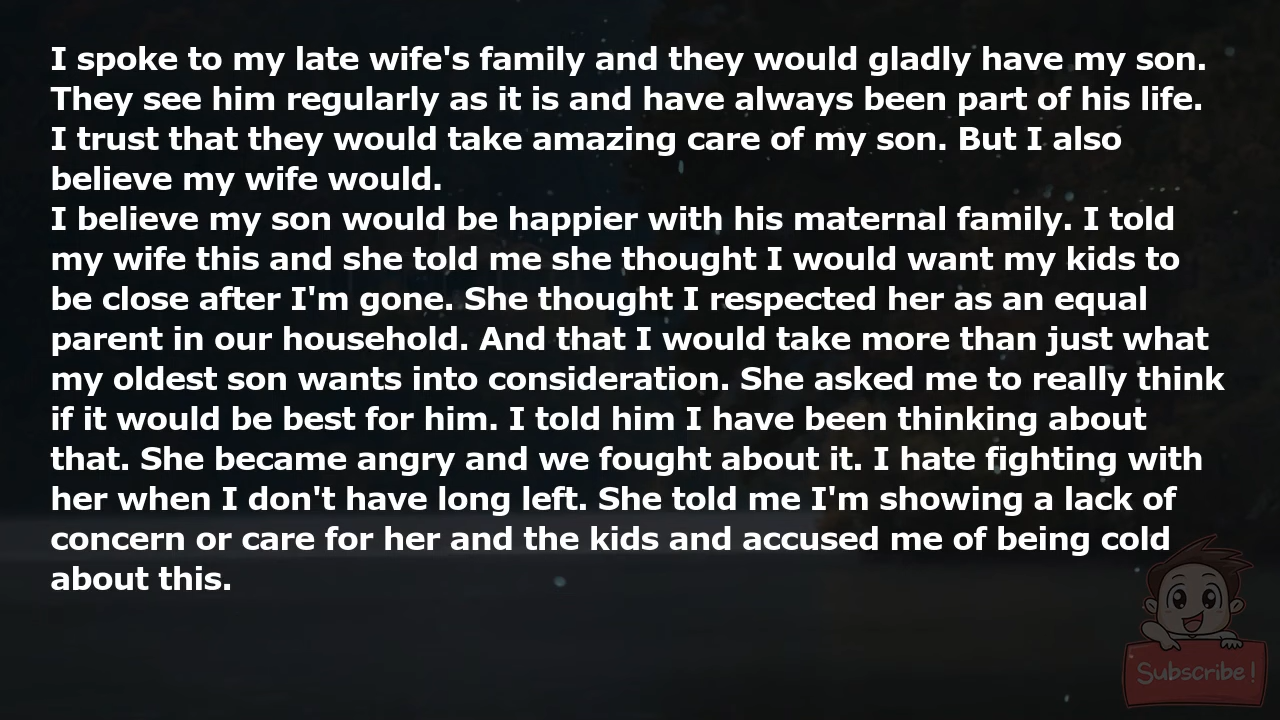 I spoke to my late wife's family and they would gladly have my son.
They see him regularly as it is and have always been part of his life.
I trust that they would take amazing care of my son. But I also
believe my wife would.
I believe my son would be happier with his maternal family. I told
my wife this and she told me she thought I would want my kids to
be close after I'm gone. She thought I respected her as an equal
parent in our household. And that I would take more than just what
my oldest son wants into consideration. She asked me to really think
if it would be best for him. I told him I have been thinking about
that. She became angry and we fought about it. I hate fighting with
her when I don't have long left. She told me I'm showing a lack of
concern or care for her and the kids and accused me of being cold
about this.
Subscribe!